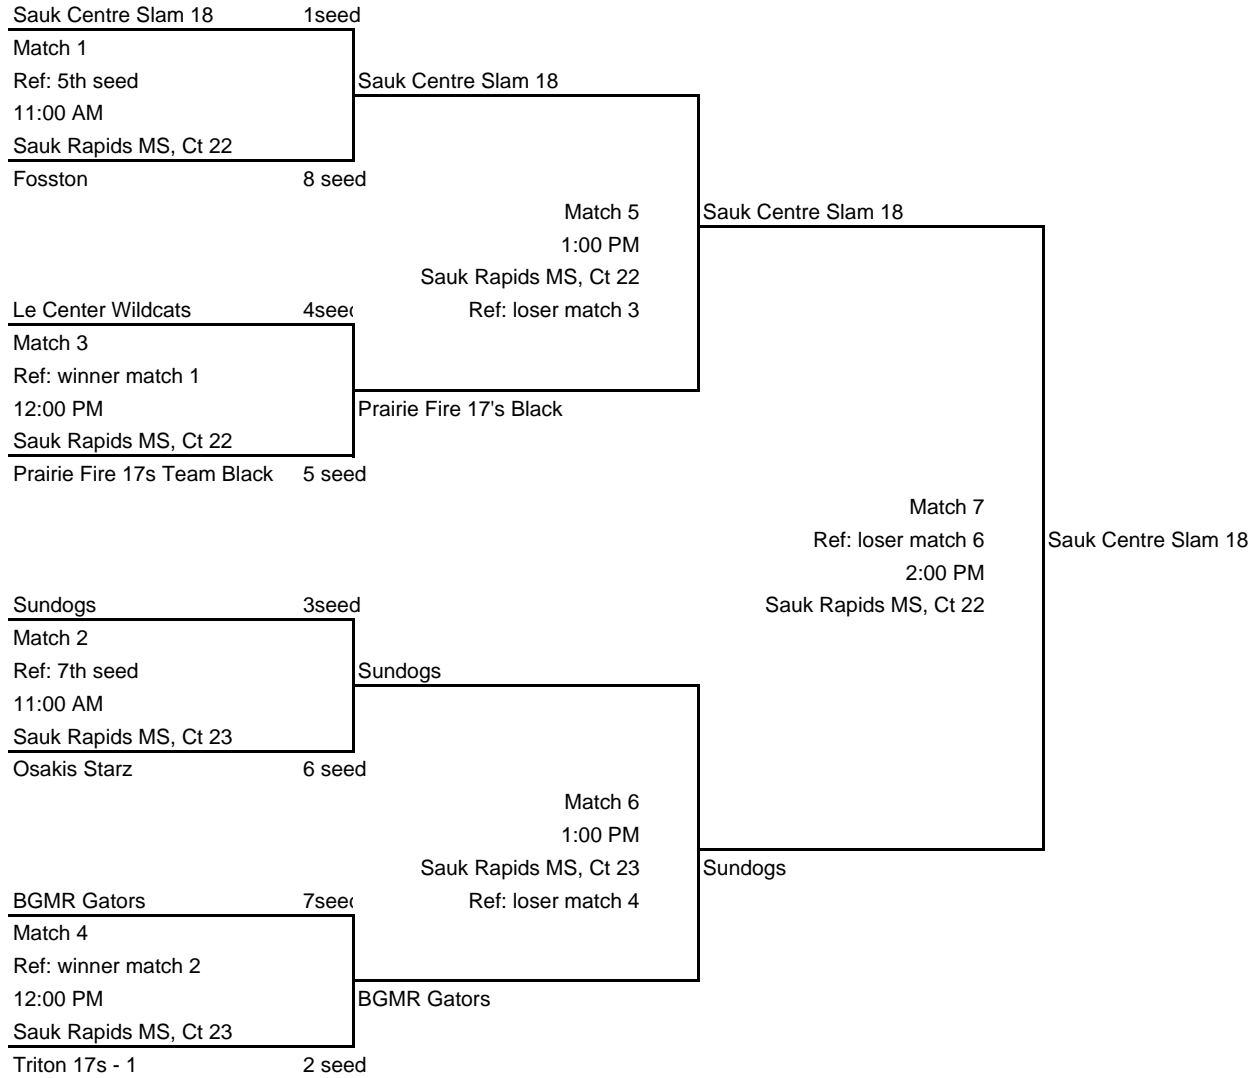 Sauk Centre Slam 18 1seed
Match 1
Ref: 5th seed Sauk Centre Slam 18
11:00 AM
Sauk Rapids MS, Ct 22
Fosston 8 seed
Match 5 Sauk Centre Slam 18
1:00 PM
Sauk Rapids MS, Ct 22
Le Center Wildcats 4seed Ref: loser match 3
Match 3
Ref: winner match 1
12:00 PM Prairie Fire 17's Black
Sauk Rapids MS, Ct 22
Prairie Fire 17s Team Black 5 seed
Match 7
Ref: loser match 6 Sauk Centre Slam 18
2:00 PM
Sundogs 3seed Sauk Rapids MS, Ct 22
Match 2
Ref: 7th seed Sundogs
11:00 AM
Sauk Rapids MS, Ct 23
Osakis Starz 6 seed
Match 6
1:00 PM
Sauk Rapids MS, Ct 23 Sundogs
BGMR Gators 7seed Ref: loser match 4
Match 4
Ref: winner match 2
12:00 PM BGMR Gators
Sauk Rapids MS, Ct 23
Triton 17s - 1 2 seed